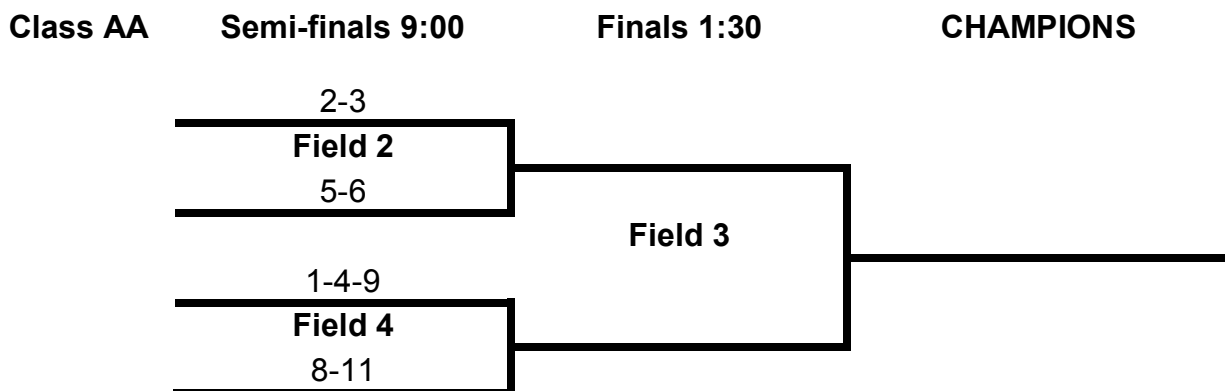 Class AA Semi-finals 9:00 Finals 1:30 CHAMPIONS
2-3
Field 2
5-6
Field 3
1-4-9
Field 4
8-11